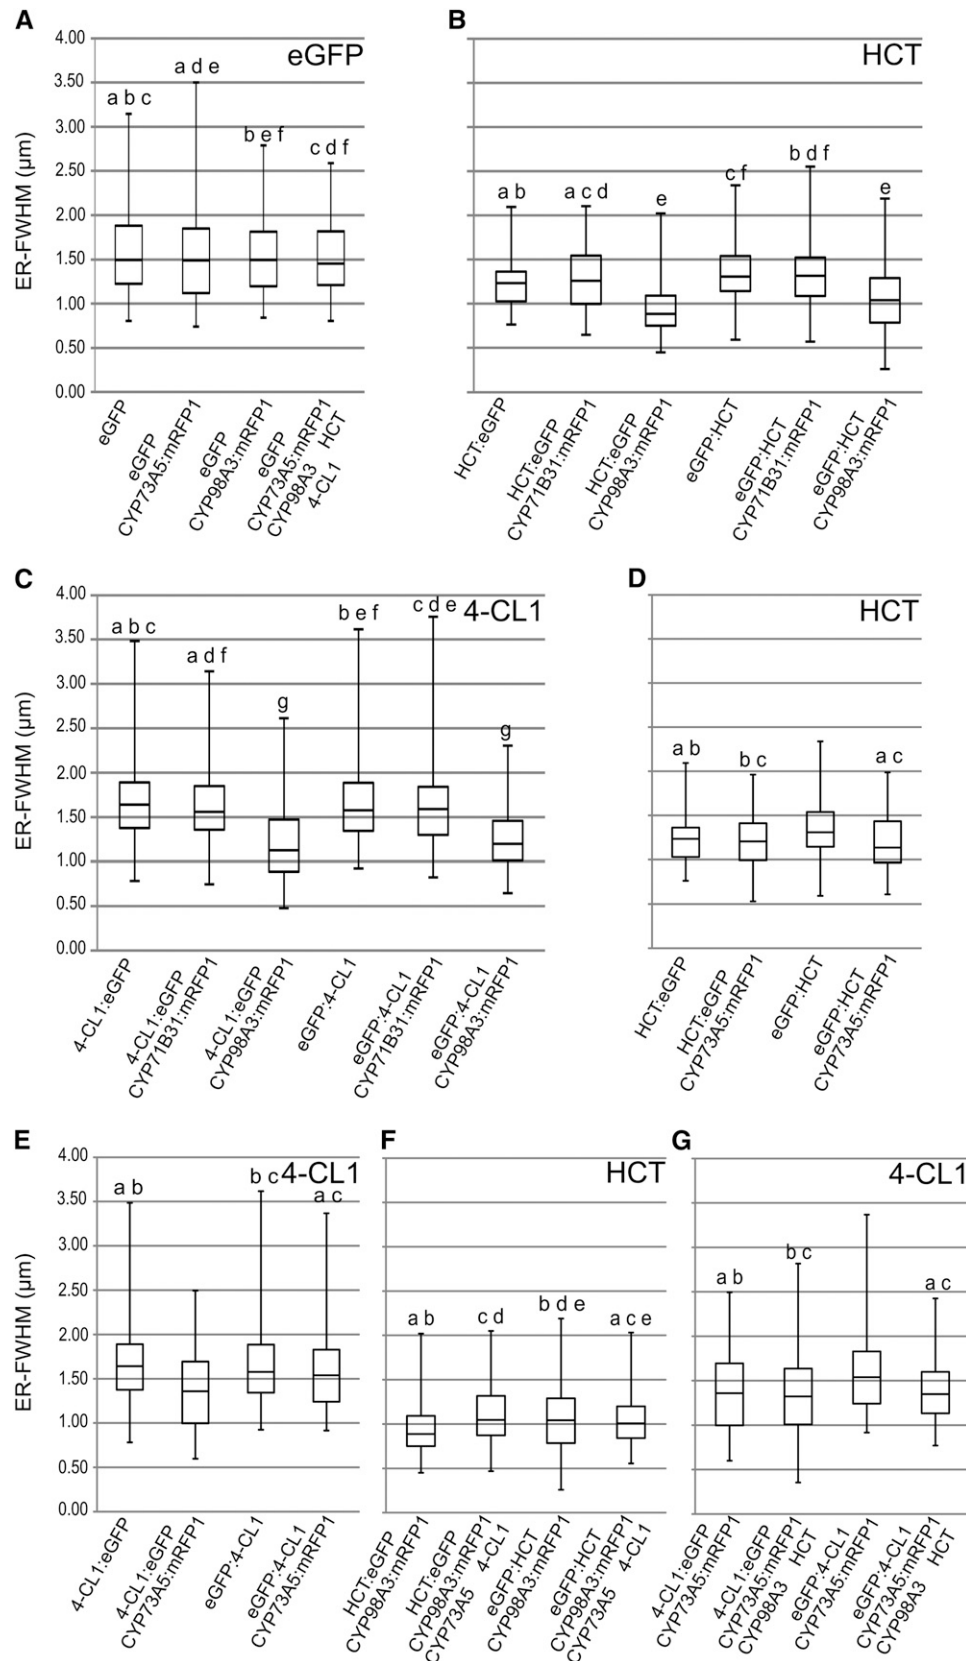 A
eGFP
ER-FWHM (µm)
4.00
3.50
3.00
2.50
2.00
1.50
1.00
0.50
0.00
a b c
a d e
b e f
c d f
eGFP
eGFP
CYP73A5:mRFP1
eGFP
CYP98A3:mRFP1
eGFP
CYP73A5:mRFP1
CYP98A3 HCT
4-CL1
B
HCT
a b
a c d
e
c f
b d f
e
HCT:eGFP
HCT:eGFP
CYP71B31:mRFP1
HCT:eGFP
CYP98A3:mRFP1
eGFP:HCT
eGFP:HCT
CYP71B31:mRFP1
eGFP:HCT
CYP98A3:mRFP1
C
4-CL1
ER-FWHM (µm)
4.00
3.50
3.00
2.50
2.00
1.50
1.00
0.50
0.00
a b c
a d f
g
b e f
c d e
g
4-CL1:eGFP
4-CL1:eGFP
CYP71B31:mRFP1
4-CL1:eGFP
CYP98A3:mRFP1
eGFP:4-CL1
eGFP:4-CL1
CYP71B31:mRFP1
eGFP:4-CL1
CYP98A3:mRFP1
D
HCT
a b
b c
a c
HCT:eGFP
HCT:eGFP
CYP73A5:mRFP1
eGFP:HCT
eGFP:HCT
CYP73A5:mRFP1
E
4-CL1
ER-FWHM (µm)
4.00
3.50
3.00
2.50
2.00
1.50
1.00
0.50
0.00
a b
b c
a c
4-CL1:eGFP
4-CL1:eGFP
CYP73A5:mRFP1
eGFP:4-CL1
eGFP:4-CL1
CYP73A5:mRFP1
F
HCT
a b
c d
b d e
a c e
HCT:eGFP
CYP98A3:mRFP1
HCT:eGFP
CYP98A3:mRFP1
CYP73A5 4-CL1
eGFP:HCT
CYP98A3:mRFP1
eGFP:HCT
CYP98A3:mRFP1
CYP73A5 4-CL1
G
4-CL1
a b
b c
a c
4-CL1:eGFP
CYP73A5:mRFP1
4-CL1:eGFP
CYP73A5:mRFP1
CYP98A3 HCT
eGFP:4-CL1
CYP73A5:mRFP1
eGFP:4-CL1
CYP73A5:mRFP1
CYP98A3 HCT